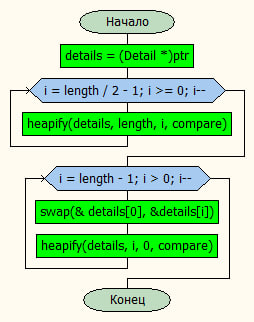 Начало
details = (Detail *)ptr
i = length / 2 - 1; i >= 0; i--
heapify(details, length, i, compare)
i = length - 1; i > 0; i--
swap(& details[0], &details[i])
heapify(details, i, 0, compare)
Конец